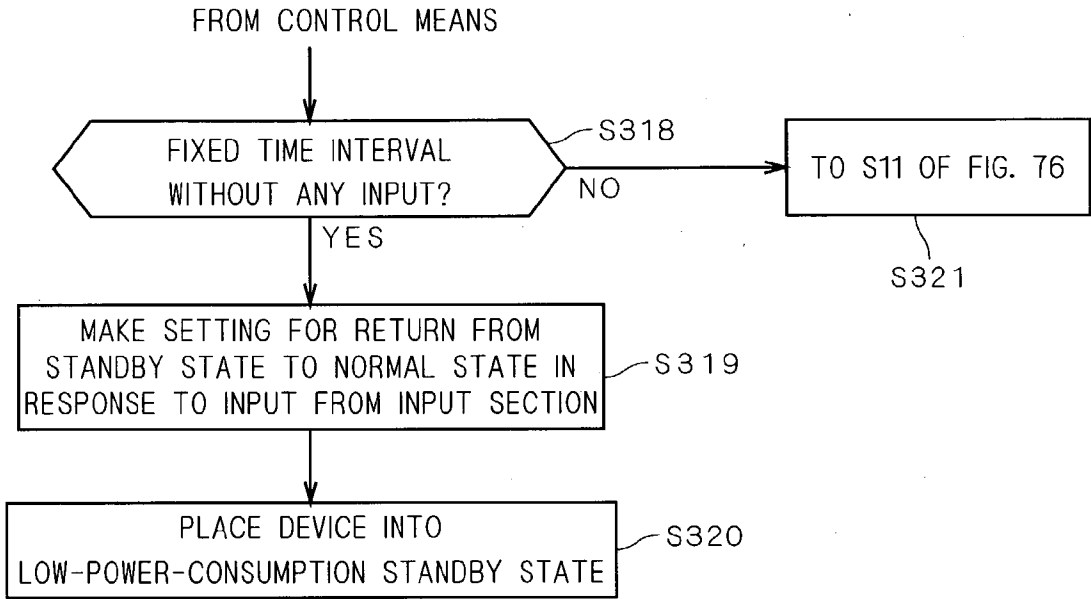 FROM CONTROL MEANS
FIXED TIME INTERVAL
WITHOUT ANY INPUT?
S318
NO
TO S11 OF FIG. 76
S321
YES
MAKE SETTING FOR RETURN FROM
STANDBY STATE TO NORMAL STATE IN
RESPONSE TO INPUT FROM INPUT SECTION
S319
PLACE DEVICE INTO
LOW-POWER-CONSUMPTION STANDBY STATE
S320